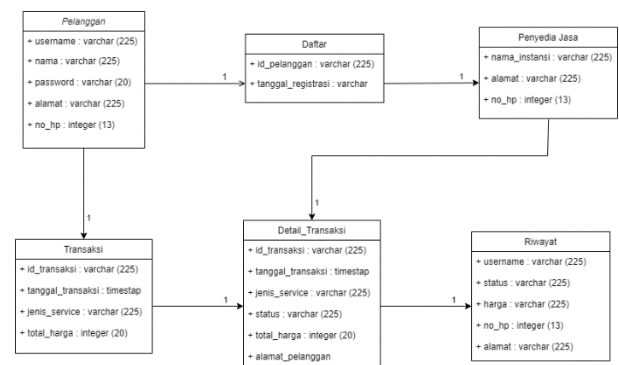 Pelanggan
+ username : varchar (225)
+ nama : varchar (225)
+ password : varchar (20)
+ alamat : varchar (225)
+ no_hp : integer (13)
1
Daftar
+ id_pelanggan : varchar (225)
+ tanggal_registrasi : varchar
1
Penyedia Jasa
+ nama_instansi : varchar (225)
+ alamat : varchar (225)
+ no_hp : integer (13)
1
1
Transaksi
+ id_transaksi : varchar (225)
+ tanggal_transaksi : timestap
+ jenis_service : varchar (225)
+ total_harga : integer (20)
1
Detail_Transaksi
+ id_transaksi : varchar (225)
+ tanggal_transaksi : timestap
+ jenis_service : varchar (225)
+ status : varchar (225)
+ total_harga : integer (20)
+ alamat_pelanggan
1
Riwayat
+ username : varchar (225)
+ status : varchar (225)
+ harga : varchar (225)
+ no_hp : integer (13)
+ alamat : varchar (225)